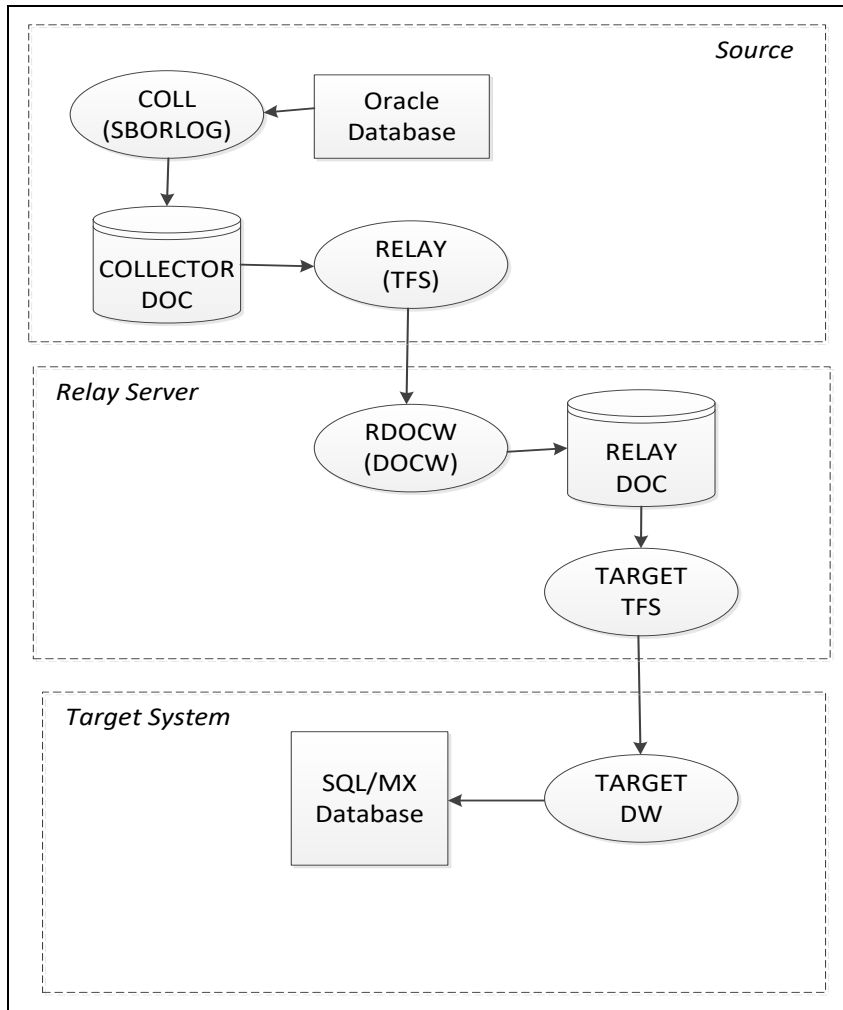 Source
COLL
(SBORLOG)
Oracle
Database
COLLECTOR
DOC
RELAY
(TFS)
Relay Server
RDOCW
(DOCW)
RELAY
DOC
TARGET
TFS
Target System
SQL/MX
Database
TARGET
DW